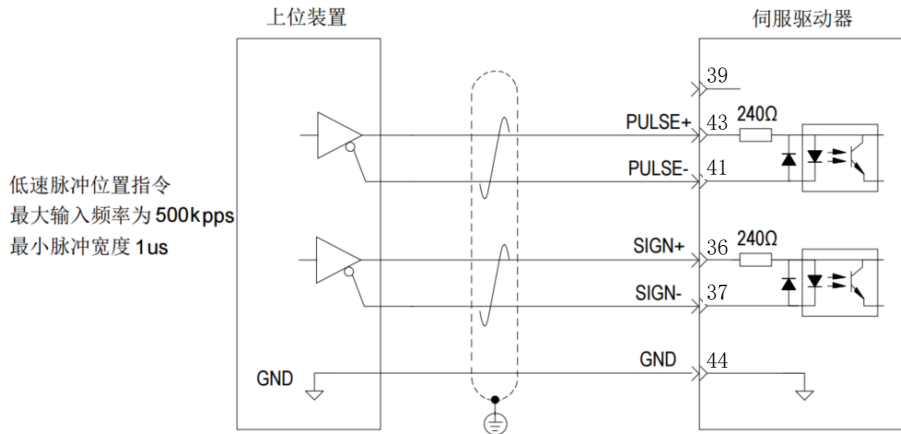 上位装置
伺服驱动器
39
PULSE+ 43 240Ω
PULSE- 41
低速脉冲位置指令
最大输入频率为500kpps
最小脉冲宽度1us
SIGN+ 36 240Ω
SIGN- 37
GND 44
GND